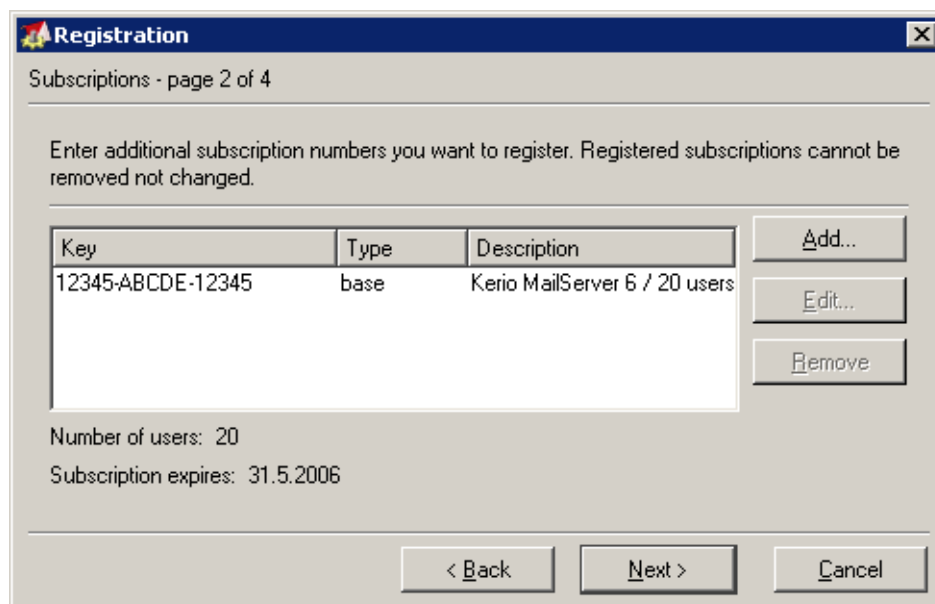 Registration
Subscriptions - page 2 of 4
Enter additional subscription numbers you want to register. Registered subscriptions cannot be
removed not changed.
Key Type Description
12345-ABCDE-12345 base Kerio MailServer 6 / 20 users
Add...
Edit...
Remove
Number of users: 20
Subscription expires: 31.5.2006
< Back Next > Cancel